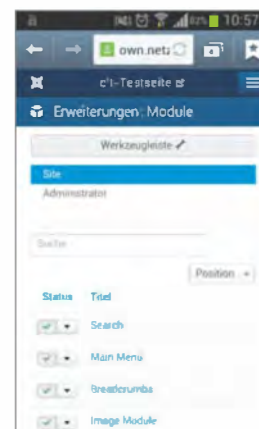 10:57
own.netz
c't-Testseite
Erweiterungen: Module
Werkzeugleiste
Site
Administrator
Suche
Position
Status Titel
Search
Main Menu
Breadcrumbs
Image Module